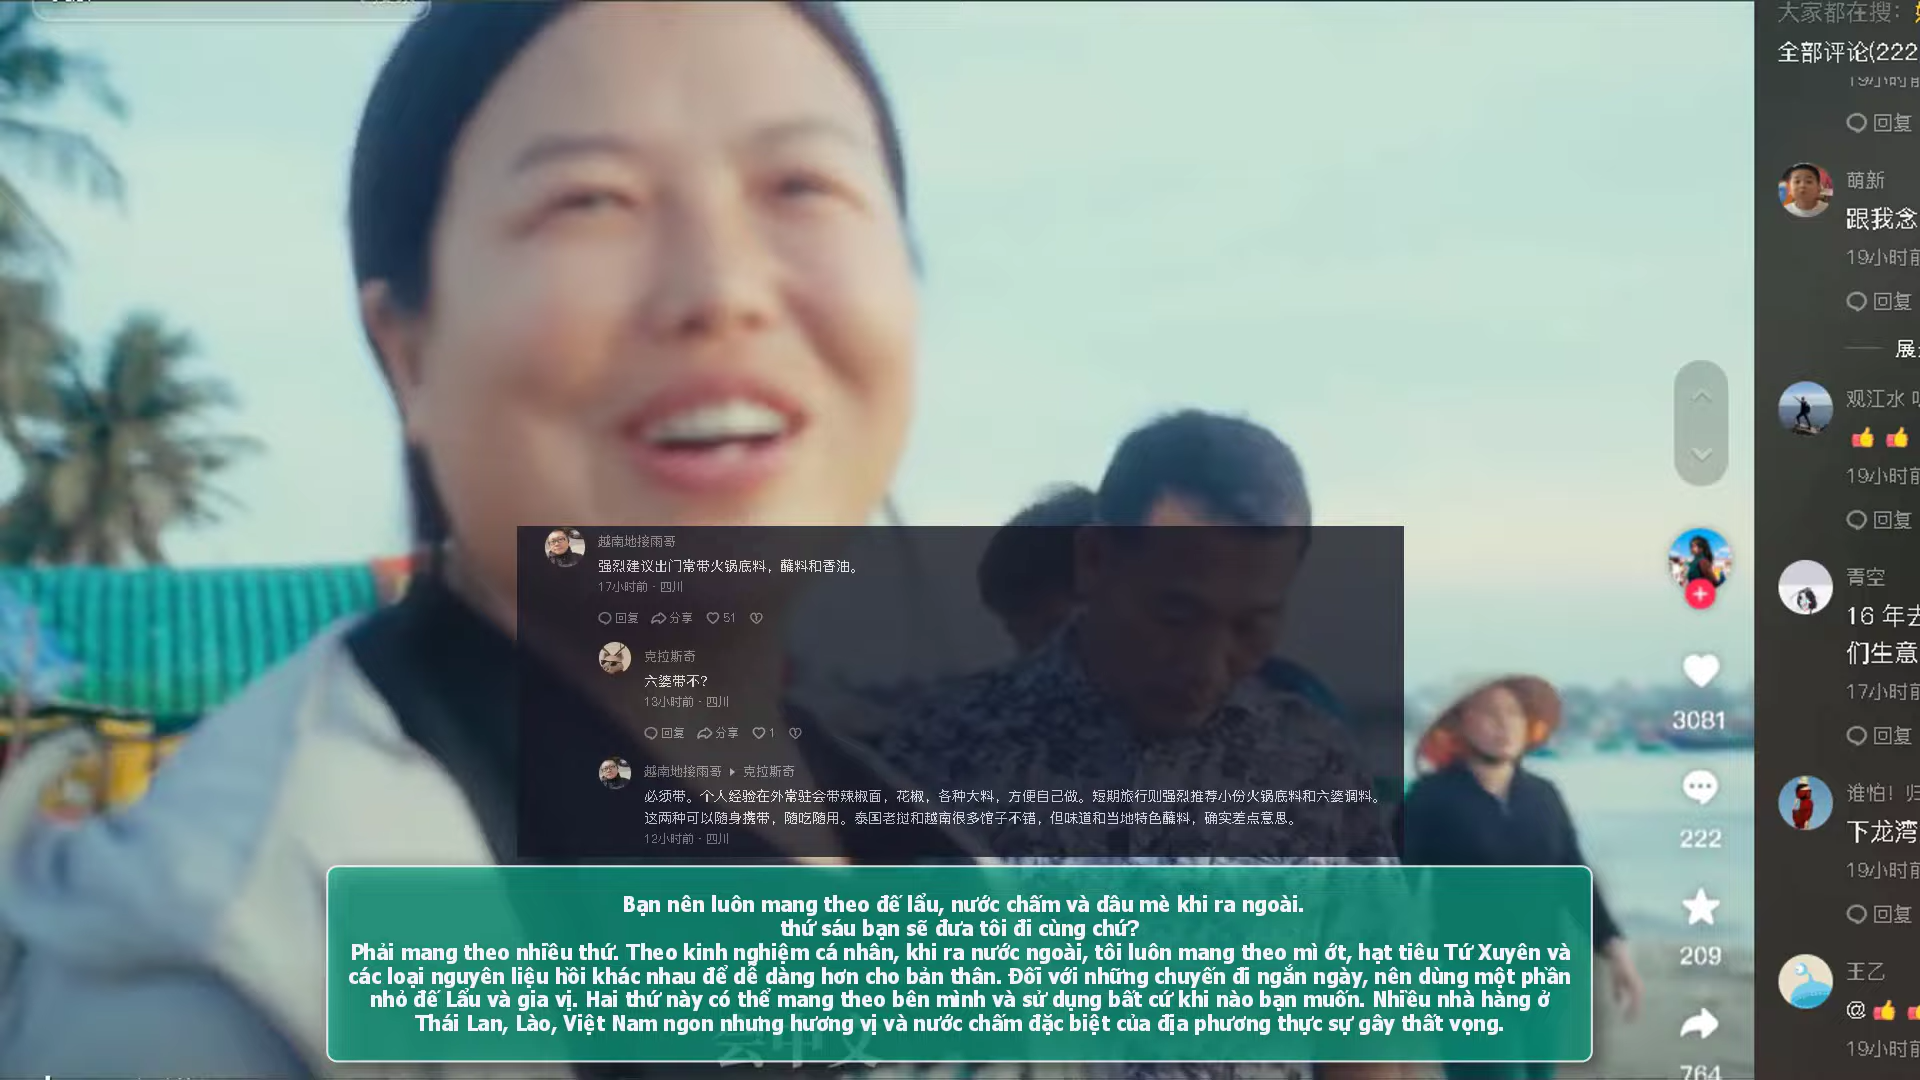 大家都在搜：
全部评论(222
19小时前
回复
萌新
跟我念
19小时前
回复
展
观江水
👍 👍
19小时前
回复
青空
16 年去
们生意
17小时前
回复
谁怕！归
下龙湾
19小时前
回复
王乙
@👍
19小时前
3081
222
209
764
越南地接雨哥
强烈建议出门常带火锅底料，蘸料和香油。
17小时前 · 四川
回复 分享 51
克拉斯奇
六婆带不?
13小时前 · 四川
回复 分享 1
越南地接雨哥 ▸ 克拉斯奇
必须带。个人经验在外常驻会带辣椒面，花椒，各种大料，方便自己做。短期旅行则强烈推荐小份火锅底料和六婆调料。
这两种可以随身携带，随吃随用。泰国老挝和越南很多馆子不错，但味道和当地特色蘸料，确实差点意思。
12小时前 · 四川
Bạn nên luôn mang theo đế lẩu, nước chấm và dầu mè khi ra ngoài.
thứ sáu bạn sẽ đưa tôi đi cùng chứ?
Phải mang theo nhiều thứ. Theo kinh nghiệm cá nhân, khi ra nước ngoài, tôi luôn mang theo mì ớt, hạt tiêu Tứ Xuyên và
các loại nguyên liệu hồi khác nhau để dễ dàng hơn cho bản thân. Đối với những chuyến đi ngắn ngày, nên dùng một phần
nhỏ đế Lẩu và gia vị. Hai thứ này có thể mang theo bên mình và sử dụng bất cứ khi nào bạn muốn. Nhiều nhà hàng ở
Thái Lan, Lào, Việt Nam ngon nhưng hương vị và nước chấm đặc biệt của địa phương thực sự gây thất vọng.
会中文